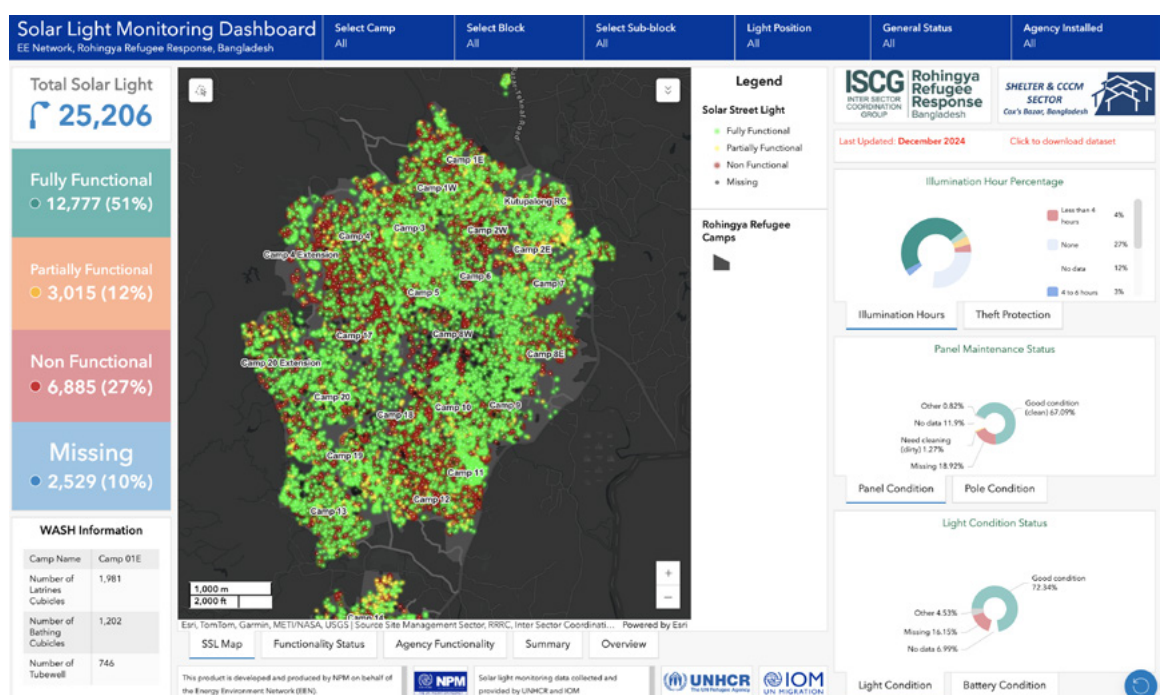 Solar Light Monitoring Dashboard
EE Network, Rohingya Refugee Response, Bangladesh
Select Camp
All
Select Block
All
Select Sub-block
All
Light Position
All
General Status
All
Agency Installed
All
Total Solar Light
25,206
Fully Functional
12,777 (51%)
Partially Functional
3,015 (12%)
Non Functional
6,885 (27%)
Missing
2,529 (10%)
WASH Information
Camp Name Camp 01E
Number of
Latrines
Cubicles
1,981
Number of
Bathing
Cubicles
1,202
Number of
Tubewell
746
Camp 1E
Camp 1W
Kutupalong RC
Camp 3
Camp 2W
Camp 4
Camp 2E
Camp 4 Extension
Camp 6
Camp 7
Camp 5
Camp 17
Camp 8W
Camp 8E
Camp 20 Extension
Camp 20
Camp 18
Camp 10
Camp 9
Camp 19
Camp 11
Camp 12
Camp 13
Camp 14
1,000 m
2,000 ft
+
−
Esri, TomTom, Garmin, METI/NASA, USGS | Source Site Management Sector, RRRC, Inter Sector Coordinati... Powered by Esri
SSL Map
Functionality Status
Agency Functionality
Summary
Overview
This product is developed and produced by NPM on behalf of
the Energy Environment Network (EEN).
NPM
Solar light monitoring data collected and
provided by UNHCR and IOM
UNHCR
The UN Refugee Agency
IOM
UN MIGRATION
Legend
Solar Street Light
Fully Functional
Partially Functional
Non Functional
Missing
Rohingya Refugee
Camps
ISCG
INTER SECTOR
COORDINATION
GROUP
Rohingya
Refugee
Response
Bangladesh
SHELTER & CCCM
SECTOR
Cox's Bazar, Bangladesh
Last Updated: December 2024
Click to download dataset
Illumination Hour Percentage
Less than 4
hours
4%
None 27%
No data 12%
4 to 6 hours 3%
Illumination Hours
Theft Protection
Panel Maintenance Status
Other 0.82%
No data 11.9%
Need cleaning
(dirty) 1.27%
Missing 18.92%
Good condition
(clean) 67.09%
Panel Condition
Pole Condition
Light Condition Status
Good condition
72.34%
Other 4.53%
Missing 16.15%
No data 6.99%
Light Condition
Battery Condition